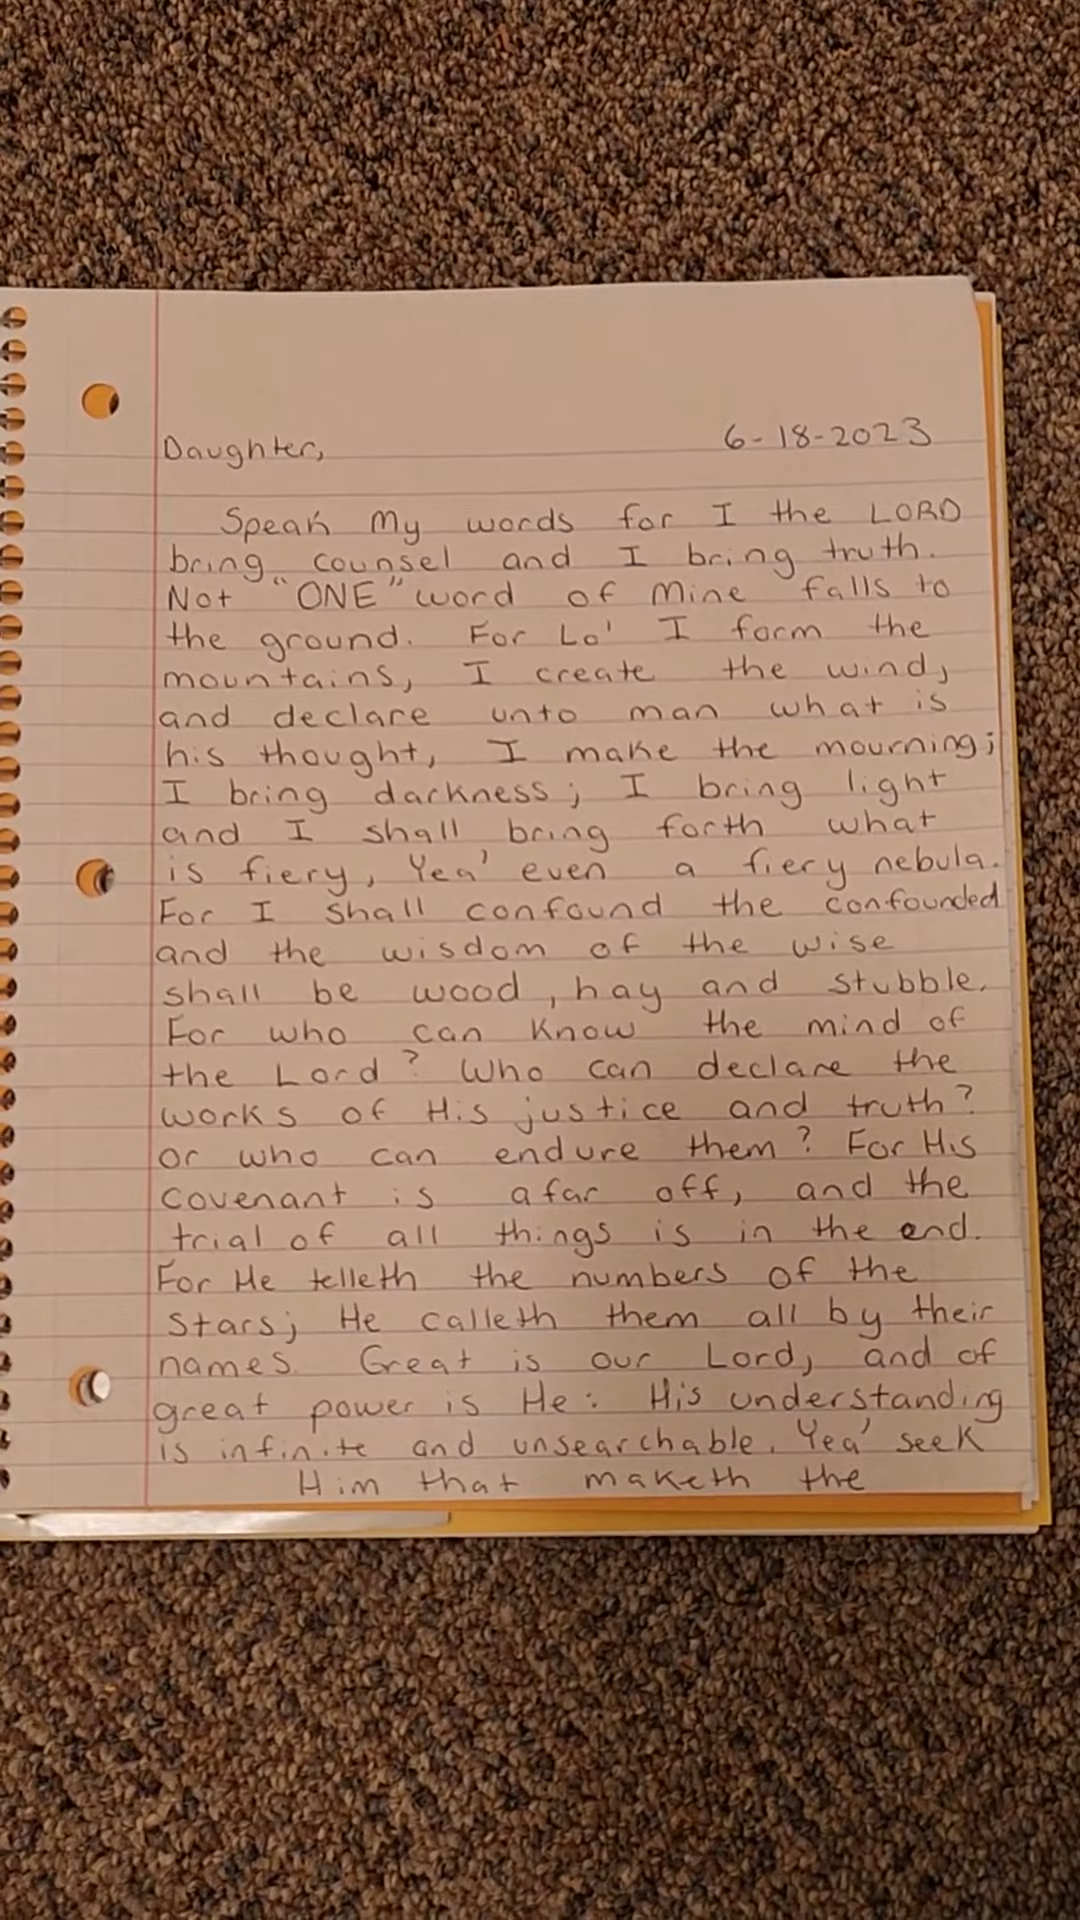 Daughter, 6-18-2023
Speak My words for I the LORD
bring counsel and I bring truth.
Not "ONE" word of Mine falls to
the ground. For Lo' I form the
mountains, I create the wind,
and declare unto man what is
his thought, I make the mourning;
I bring darkness; I bring light
and I shall bring forth what
is fiery, Yea' even a fiery nebula.
For I shall confound the confounded
and the wisdom of the wise
shall be wood, hay and stubble.
For who can know the mind of
the Lord? Who can declare the
works of His justice and truth?
or who can endure them? For His
covenant is afar off, and the
trial of all things is in the end.
For He telleth the numbers of the
stars; He calleth them all by their
names. Great is our Lord, and of
great power is He: His understanding
is infinite and unsearchable. Yea' seek
Him that maketh the